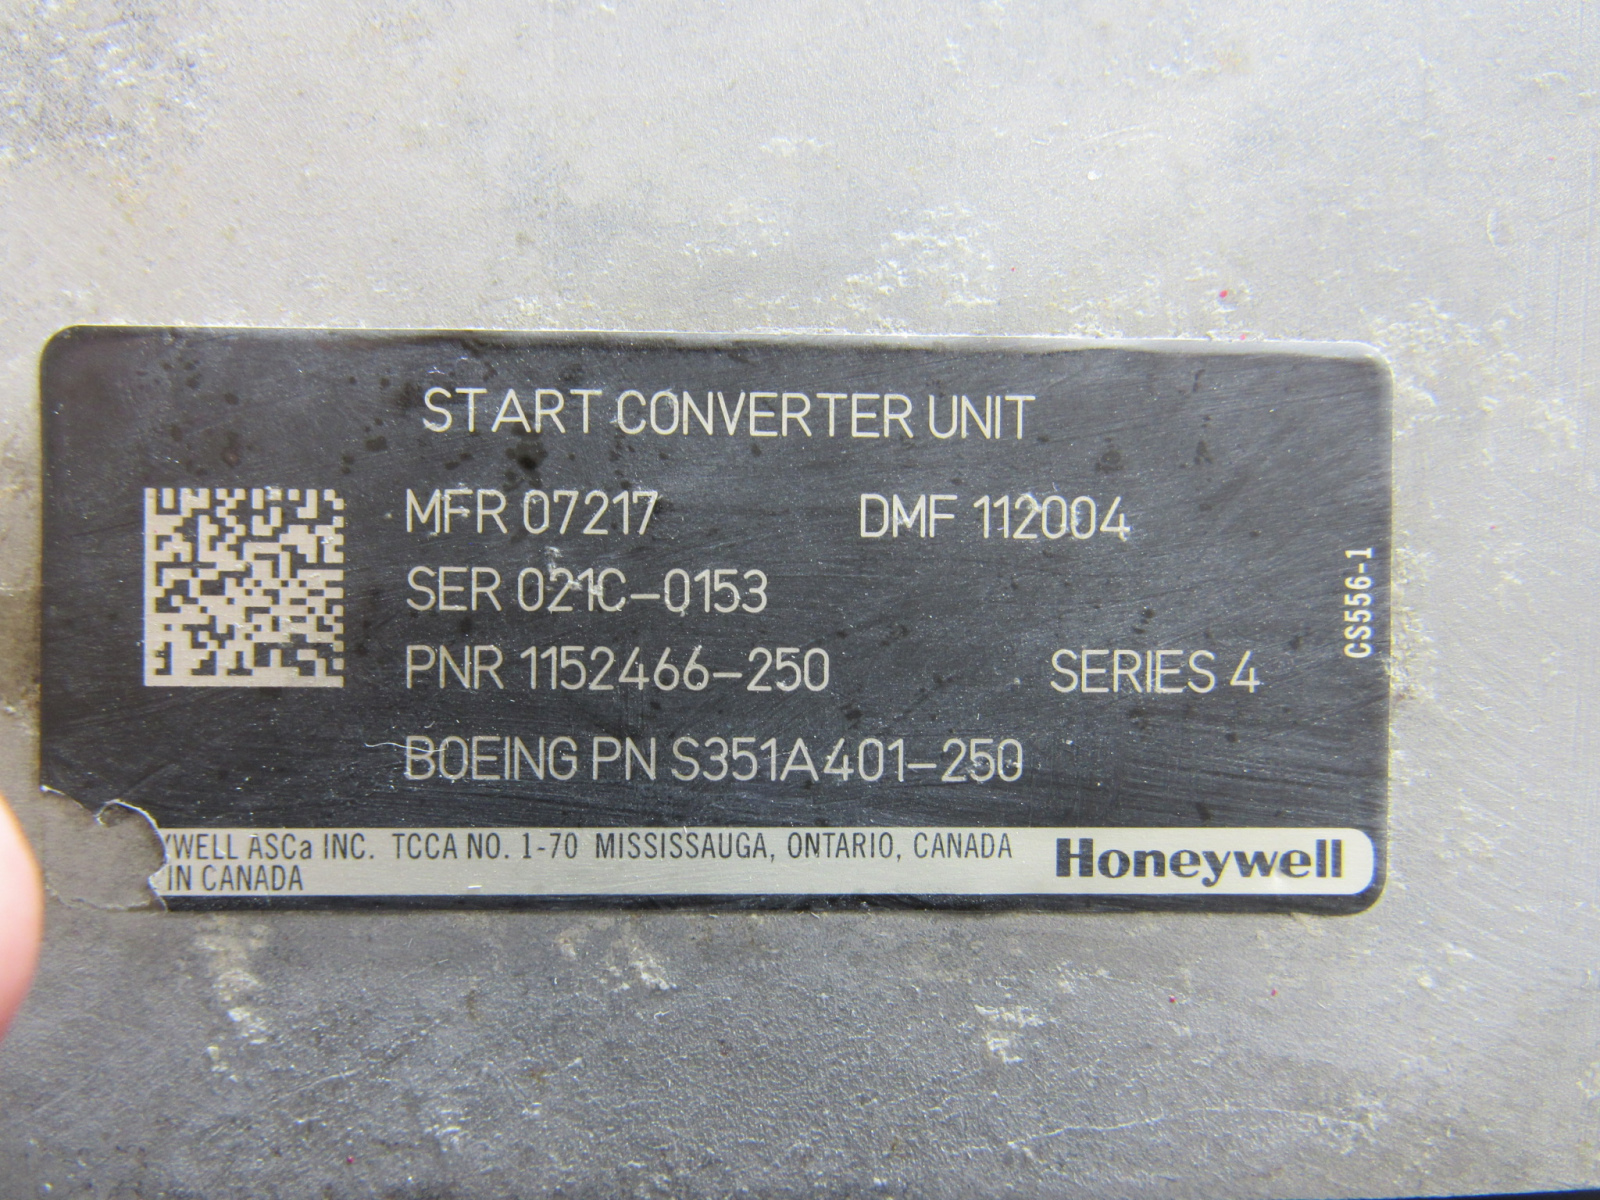 START CONVERTER UNIT
MFR 07217 DMF 112004
SER 021C-0153
PNR 1152466-250 SERIES 4
BOEING PN S351A401-250
CS556-1
YWELL ASCa INC. TCCA NO. 1-70 MISSISSAUGA, ONTARIO, CANADA
IN CANADA
Honeywell